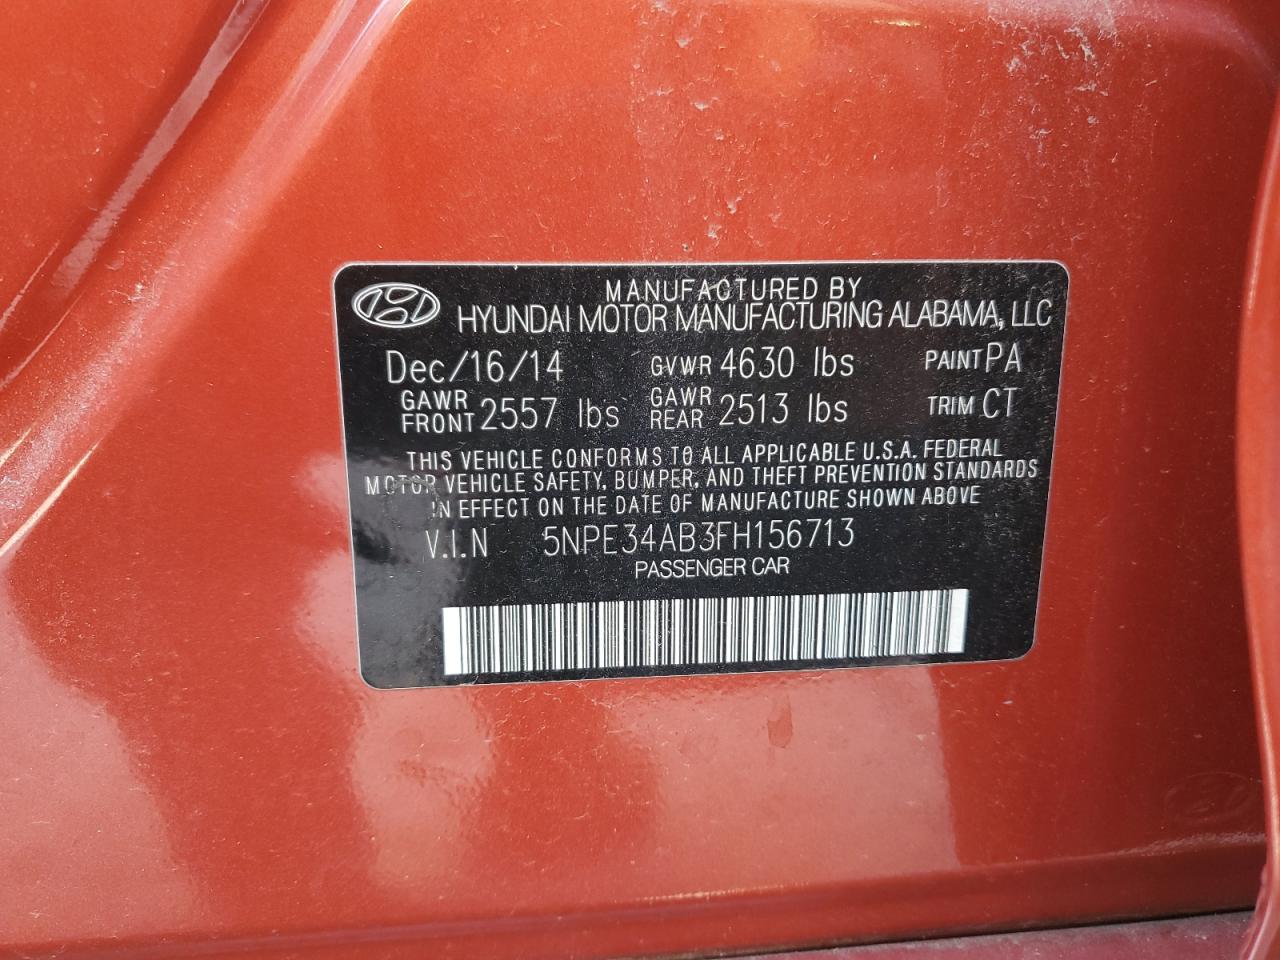 MANUFACTURED BY
HYUNDAI MOTOR MANUFACTURING ALABAMA, LLC
Dec/16/14 GVWR 4630 lbs PAINT PA
GAWR FRONT 2557 lbs GAWR REAR 2513 lbs TRIM CT
THIS VEHICLE CONFORMS TO ALL APPLICABLE U.S.A. FEDERAL
MOTOR VEHICLE SAFETY, BUMPER, AND THEFT PREVENTION STANDARDS
IN EFFECT ON THE DATE OF MANUFACTURE SHOWN ABOVE
V.I.N 5NPE34AB3FH156713
PASSENGER CAR